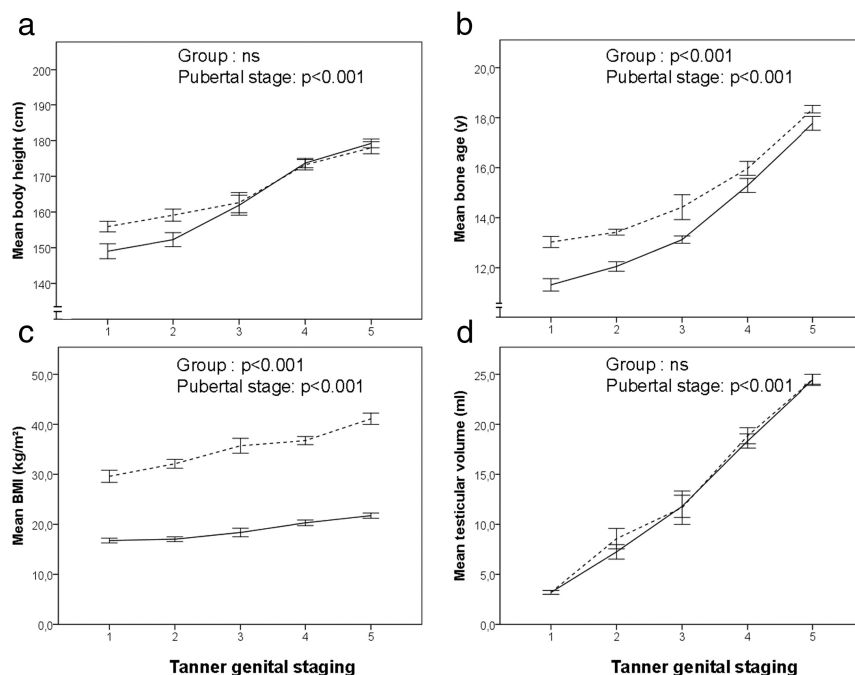 a
Group : ns
Pubertal stage: p<0.001
Mean body height (cm)
200
190
180
170
160
150
140
1 2 3 4 5
b
Group : p<0.001
Pubertal stage: p<0.001
Mean bone age (y)
20,0
18,0
16,0
14,0
12,0
1 2 3 4 5
c
Group : p<0.001
Pubertal stage: p<0.001
Mean BMI (kg/m²)
50,0
40,0
30,0
20,0
10,0
0,0
1 2 3 4 5
Tanner genital staging
d
Group : ns
Pubertal stage: p<0.001
Mean testicular volume (ml)
25,0
20,0
15,0
10,0
5,0
0,0
1 2 3 4 5
Tanner genital staging